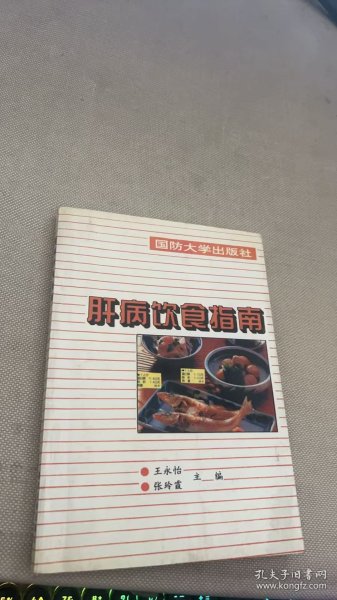 国防大学出版社
肝病饮食指南
王永怡
张玲霞
主编
孔夫子旧书网